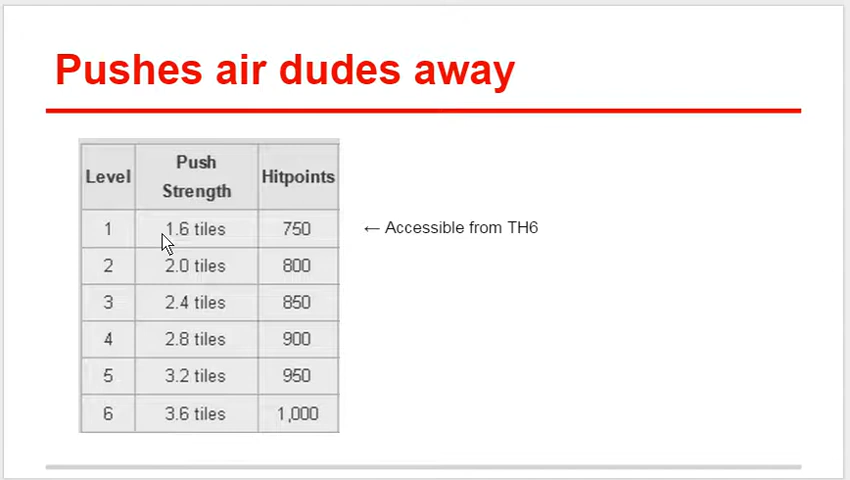 Pushes air dudes away
Level Push Strength Hitpoints
1 1.6 tiles 750 ← Accessible from TH6
2 2.0 tiles 800
3 2.4 tiles 850
4 2.8 tiles 900
5 3.2 tiles 950
6 3.6 tiles 1,000